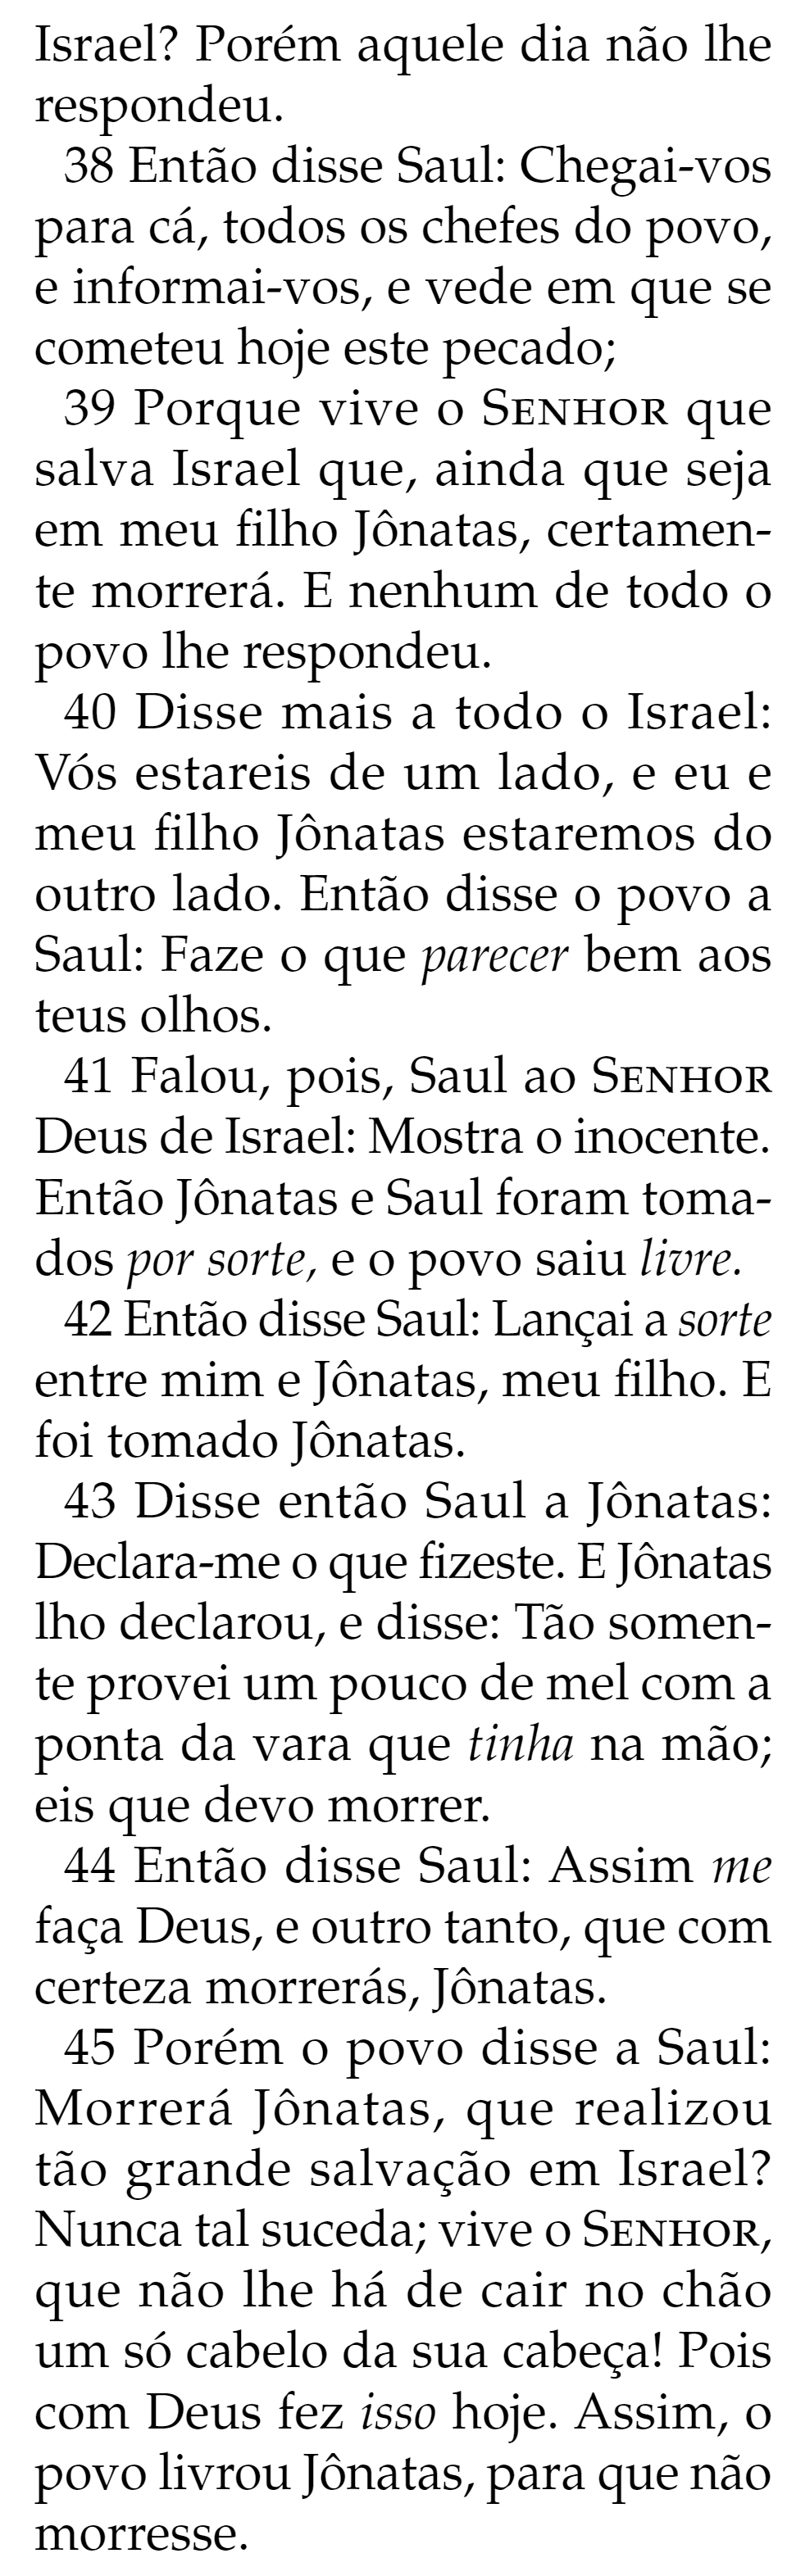 Israel? Porém aquele dia não lhe
respondeu.
38 Então disse Saul: Chegai-vos
para cá, todos os chefes do povo,
e informai-vos, e vede em que se
cometeu hoje este pecado;
39 Porque vive o SENHOR que
salva Israel que, ainda que seja
em meu filho Jônatas, certamen-
te morrerá. E nenhum de todo o
povo lhe respondeu.
40 Disse mais a todo o Israel:
Vós estareis de um lado, e eu e
meu filho Jônatas estaremos do
outro lado. Então disse o povo a
Saul: Faze o que parecer bem aos
teus olhos.
41 Falou, pois, Saul ao SENHOR
Deus de Israel: Mostra o inocente.
Então Jônatas e Saul foram toma-
dos por sorte, e o povo saiu livre.
42 Então disse Saul: Lançai a sorte
entre mim e Jônatas, meu filho. E
foi tomado Jônatas.
43 Disse então Saul a Jônatas:
Declara-me o que fizeste. E Jônatas
lho declarou, e disse: Tão somen-
te provei um pouco de mel com a
ponta da vara que tinha na mão;
eis que devo morrer.
44 Então disse Saul: Assim me
faça Deus, e outro tanto, que com
certeza morrerás, Jônatas.
45 Porém o povo disse a Saul:
Morrerá Jônatas, que realizou
tão grande salvação em Israel?
Nunca tal suceda; vive o SENHOR,
que não lhe há de cair no chão
um só cabelo da sua cabeça! Pois
com Deus fez isso hoje. Assim, o
povo livrou Jônatas, para que não
morresse.